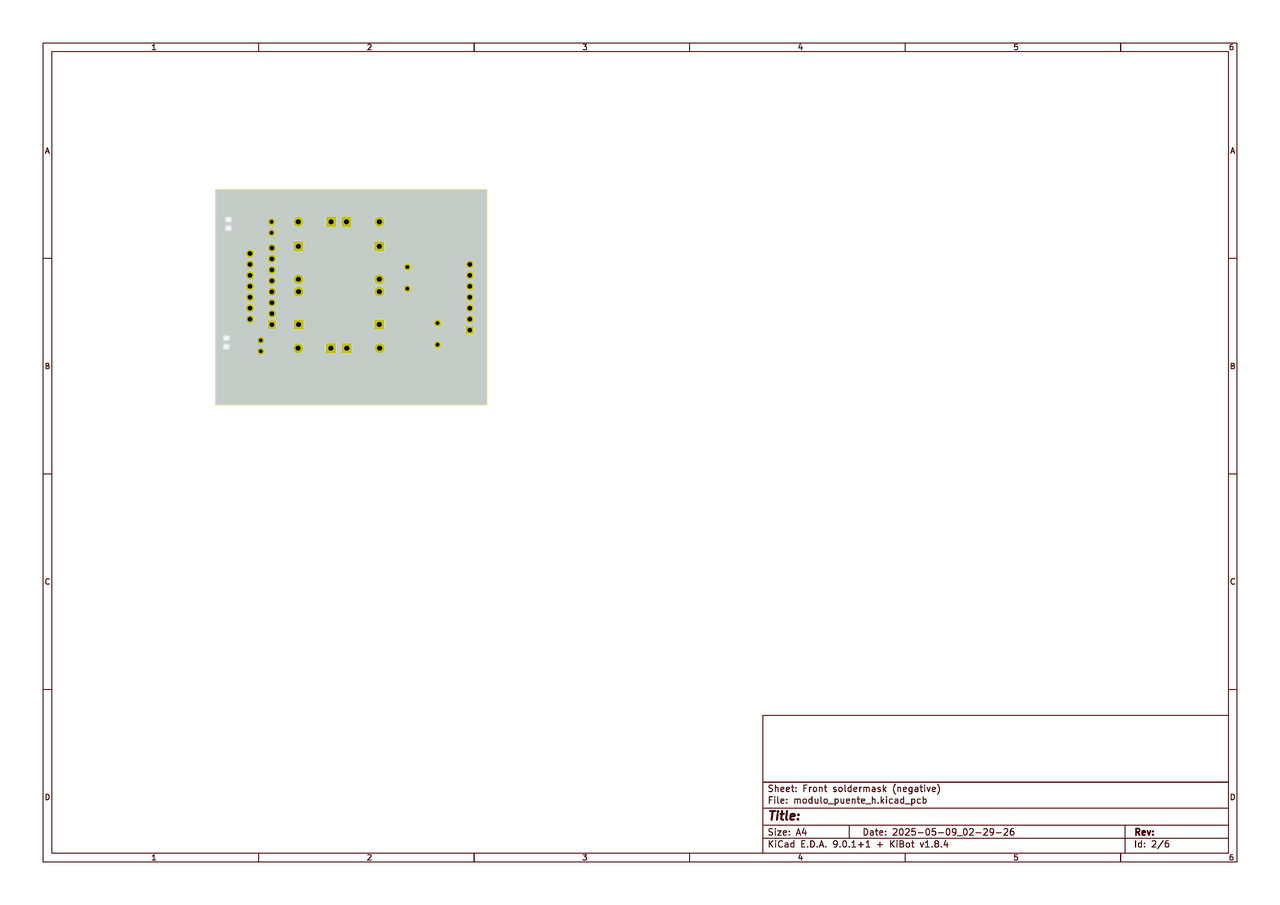 1 2 3 4 5 6
A A
B B
C C
D D
Sheet: Front soldermask (negative)
File: modulo_puente_h.kicad_pcb
Title:
Size: A4 Date: 2025-05-09_02-29-26 Rev:
KiCad E.D.A. 9.0.1+1 + KiBot v1.8.4 Id: 2/6
1 2 3 4 5 6